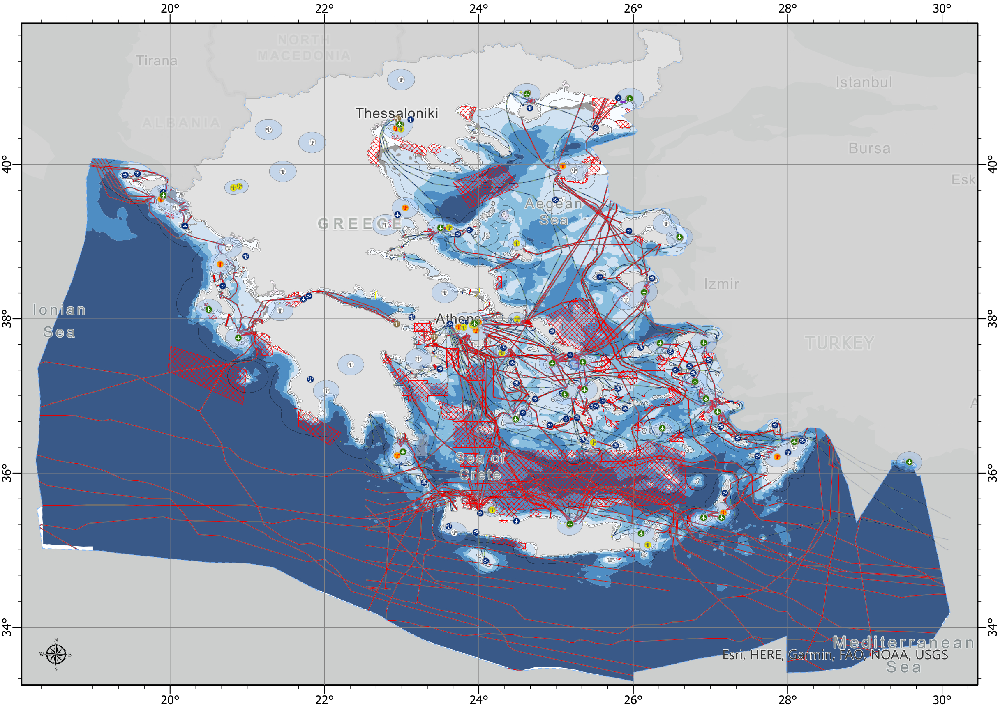 20° 22° 24° 26° 28° 30°
NORTH
MACEDONIA
Tirana
Istanbul
Thessaloniki
ALBANIA
Bursa
40° 40°
Esk
Aegean
Sea
GREECE
Izmir
Ionian
Sea
38° 38°
Athens
TURKEY
A
Sea of
Crete
36° 36°
34° 34°
N
W E
S
Mediterranean
Sea
Esri, HERE, Garmin, FAO, NOAA, USGS
20° 22° 24° 26° 28° 30°